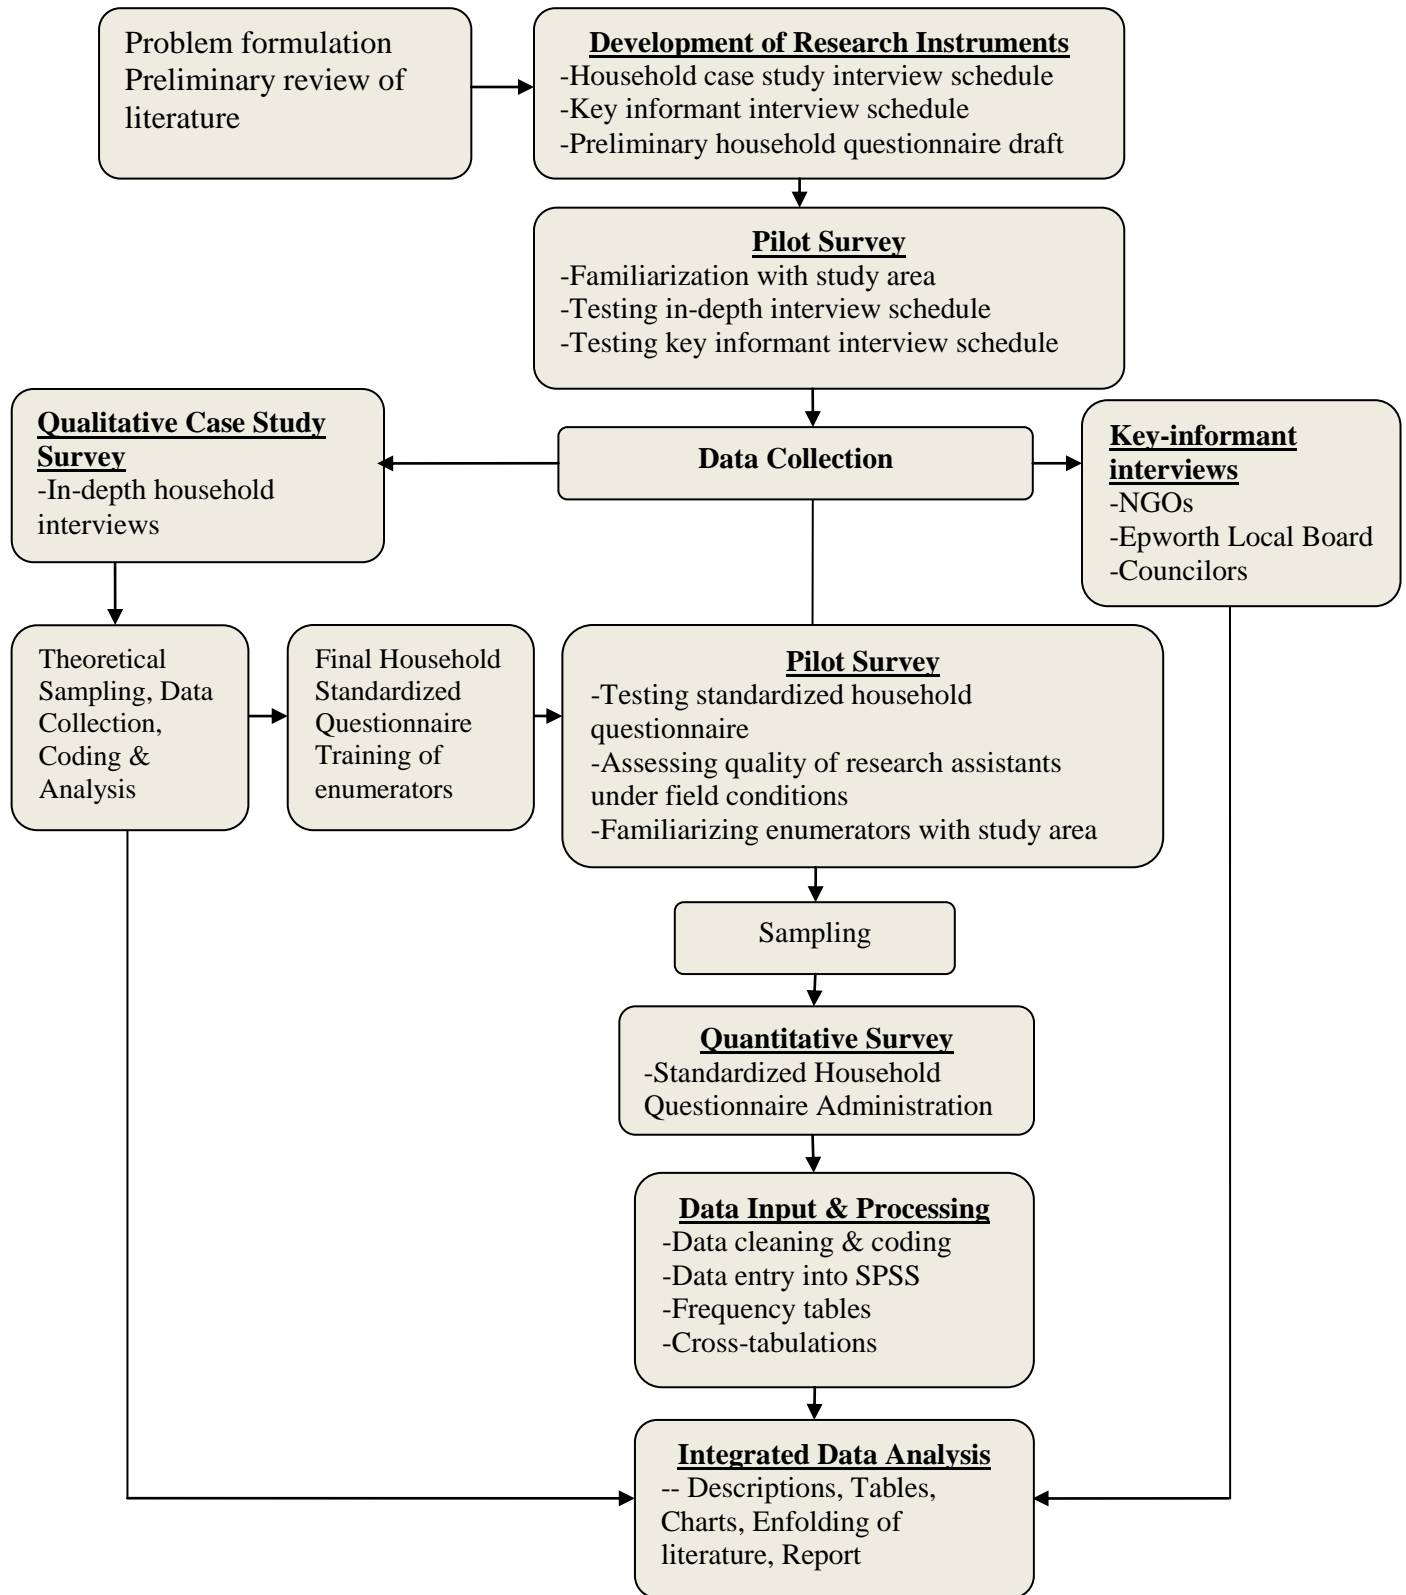 Problem formulation
Preliminary review of
literature
Development of Research Instruments
-Household case study interview schedule
-Key informant interview schedule
-Preliminary household questionnaire draft
Pilot Survey
-Familiarization with study area
-Testing in-depth interview schedule
-Testing key informant interview schedule
Qualitative Case Study
Survey
-In-depth household
interviews
Data Collection
Key-informant
interviews
-NGOs
-Epworth Local Board
-Councilors
Theoretical
Sampling, Data
Collection,
Coding &
Analysis
Final Household
Standardized
Questionnaire
Training of
enumerators
Pilot Survey
-Testing standardized household
questionnaire
-Assessing quality of research assistants
under field conditions
-Familiarizing enumerators with study area
Sampling
Quantitative Survey
-Standardized Household
Questionnaire Administration
Data Input & Processing
-Data cleaning & coding
-Data entry into SPSS
-Frequency tables
-Cross-tabulations
Integrated Data Analysis
-- Descriptions, Tables,
Charts, Enfolding of
literature, Report